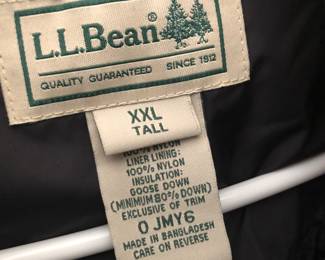 L.L.Bean®
QUALITY GUARANTEED SINCE 1912
XXL
TALL
100% NYLON
LINER LINING:
100% NYLON
INSULATION:
GOOSE DOWN
(MINIMUM 80% DOWN)
EXCLUSIVE OF TRIM
0 JMY6
MADE IN BANGLADESH
CARE ON REVERSE